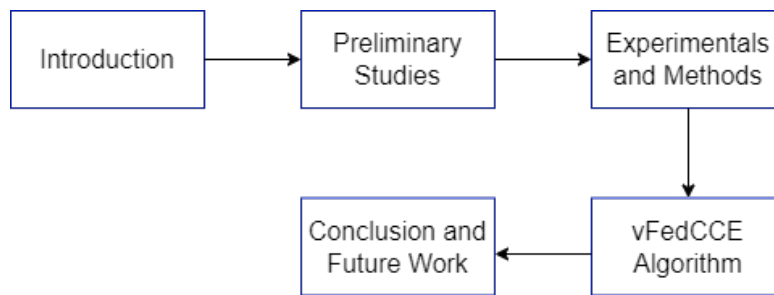 Introduction
Preliminary
Studies
Experimentals
and Methods
vFedCCE
Algorithm
Conclusion and
Future Work